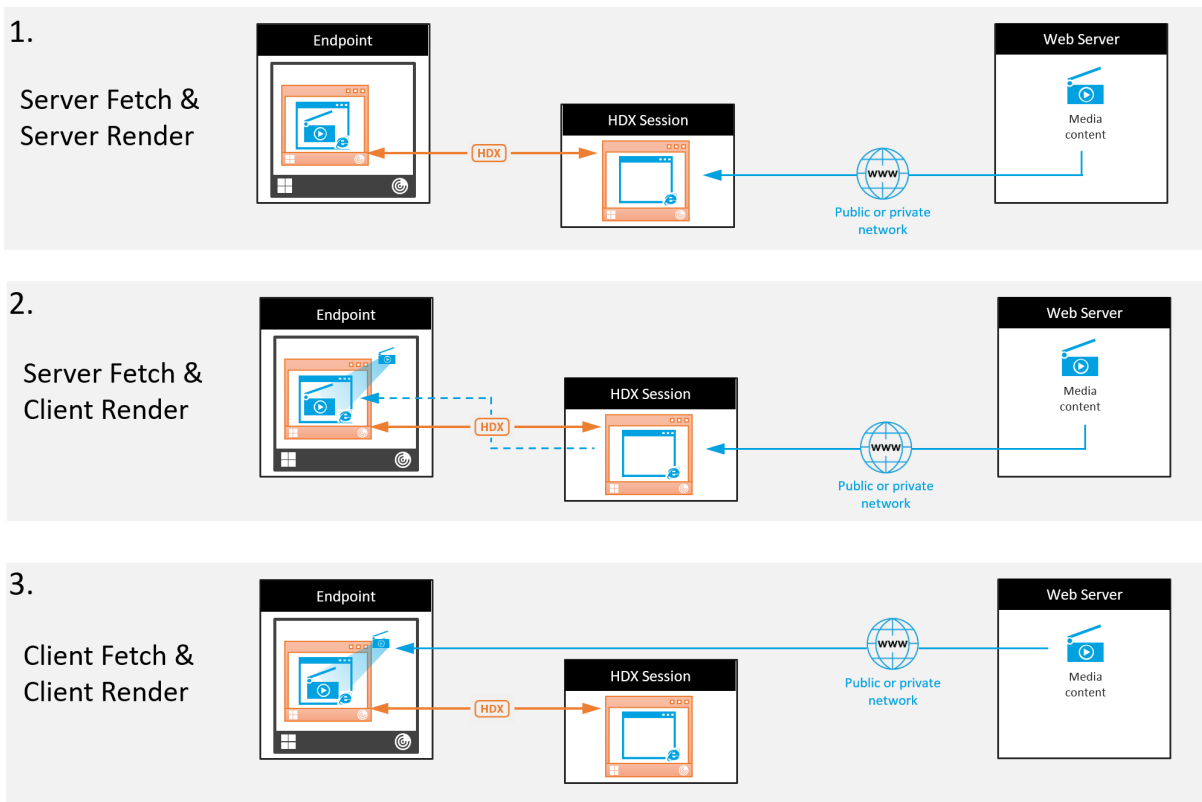 1.
Server Fetch &
Server Render
Endpoint
HDX
HDX Session
www
Public or private
network
Web Server
Media
content
2.
Server Fetch &
Client Render
Endpoint
HDX
HDX Session
www
Public or private
network
Web Server
Media
content
3.
Client Fetch &
Client Render
Endpoint
HDX
HDX Session
www
Public or private
network
Web Server
Media
content